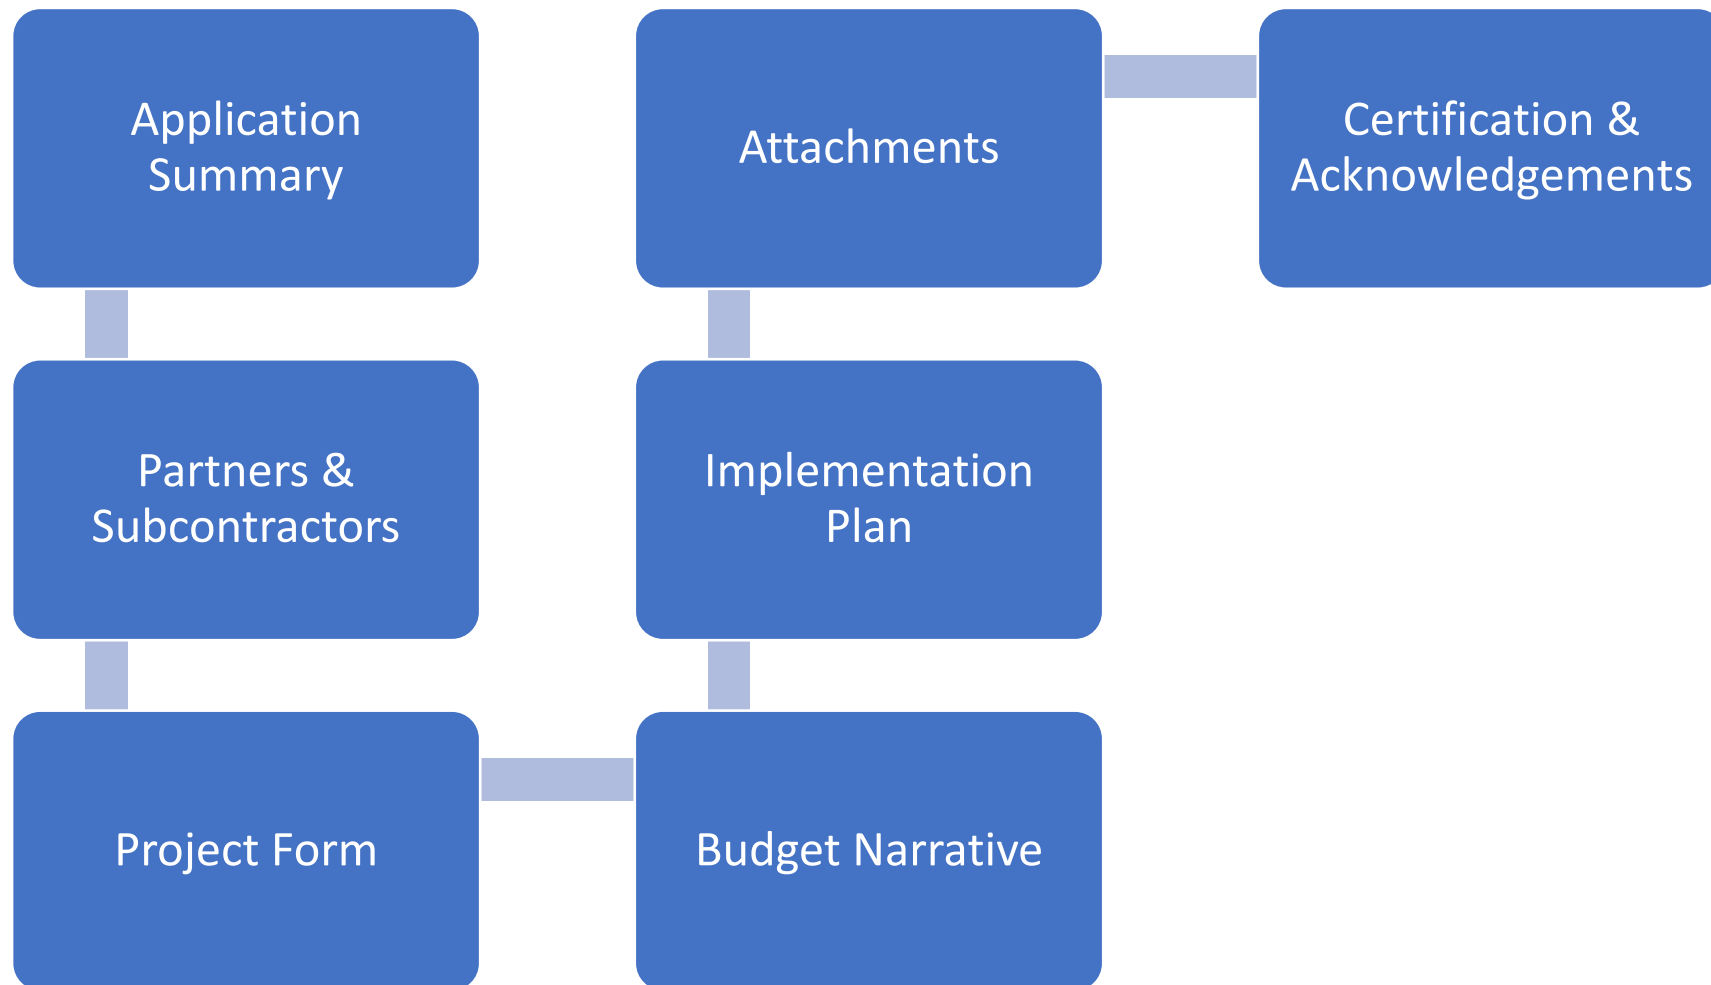 Application
Summary
Partners &
Subcontractors
Project Form
Budget Narrative
Implementation
Plan
Attachments
Certification &
Acknowledgements